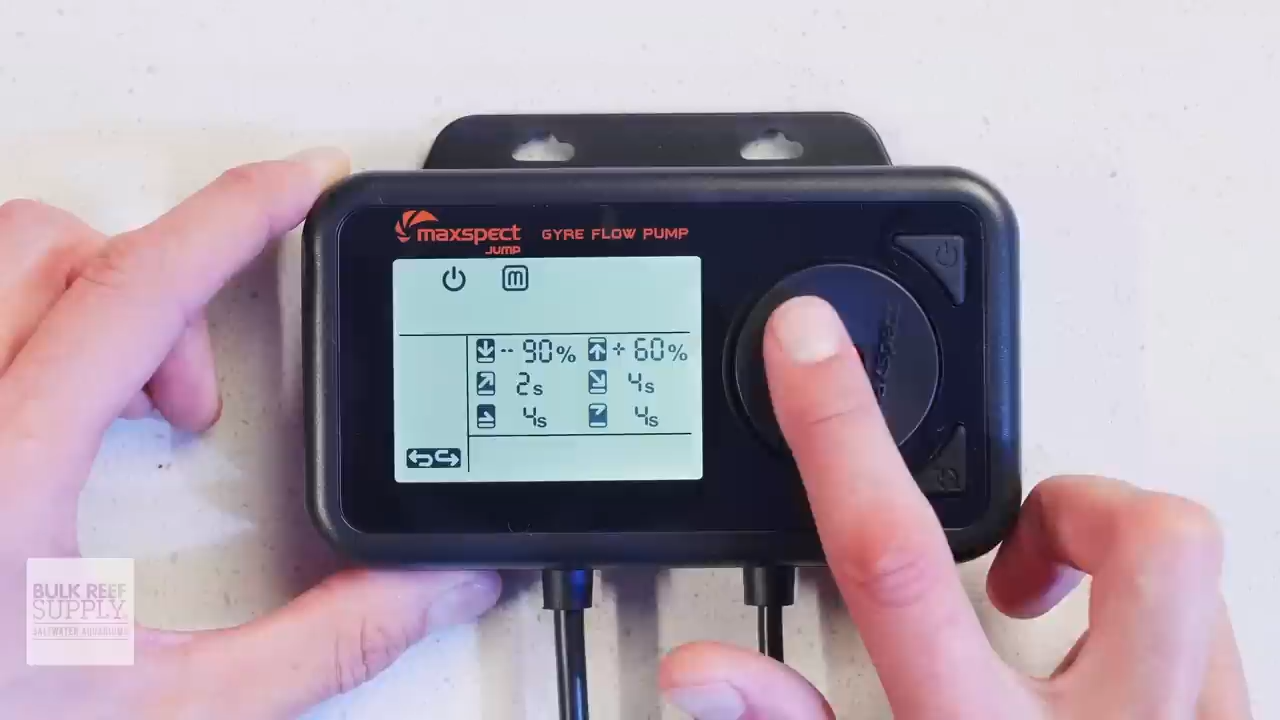 maxspect
JUMP
GYRE FLOW PUMP
m
-- 90% + 60%
2s 4s
4s 4s
BULK REEF
SUPPLY
SALTWATER AQUARIUMS